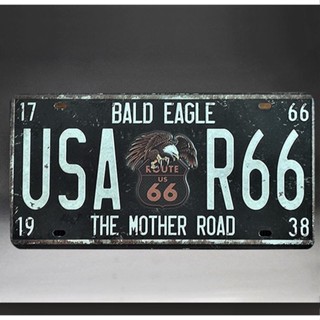 17 BALD EAGLE 66
USA R66
ROUTE
US
66
19 THE MOTHER ROAD 38